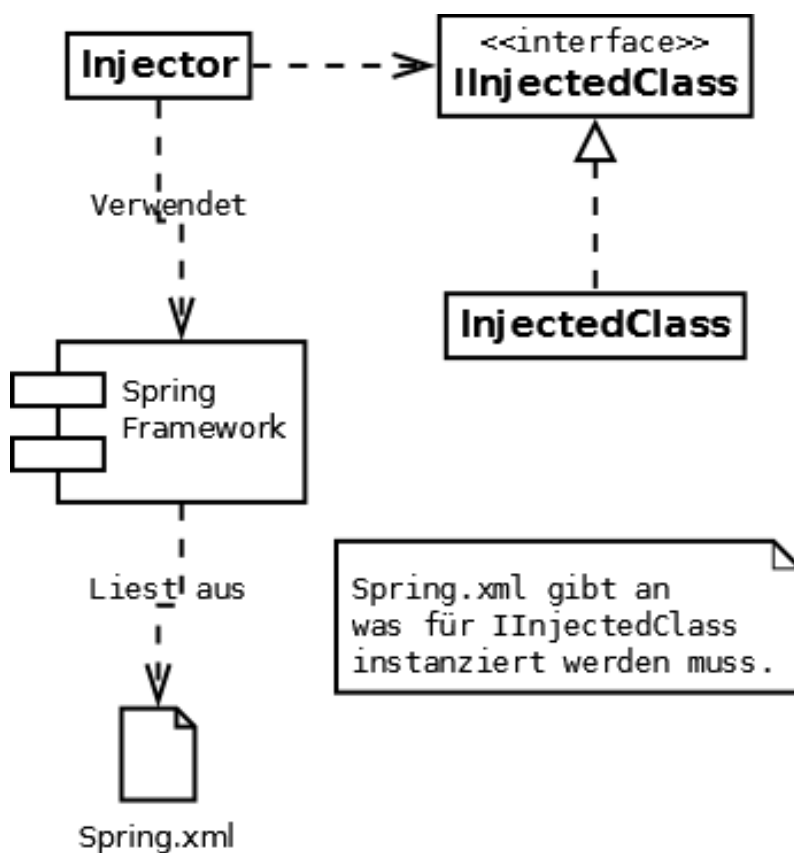 Injector
<<interface>>
IInjectedClass
Verwendet
InjectedClass
Spring
Framework
Liest aus
Spring.xml gibt an
was für IInjectedClass
instanziert werden muss.
Spring.xml